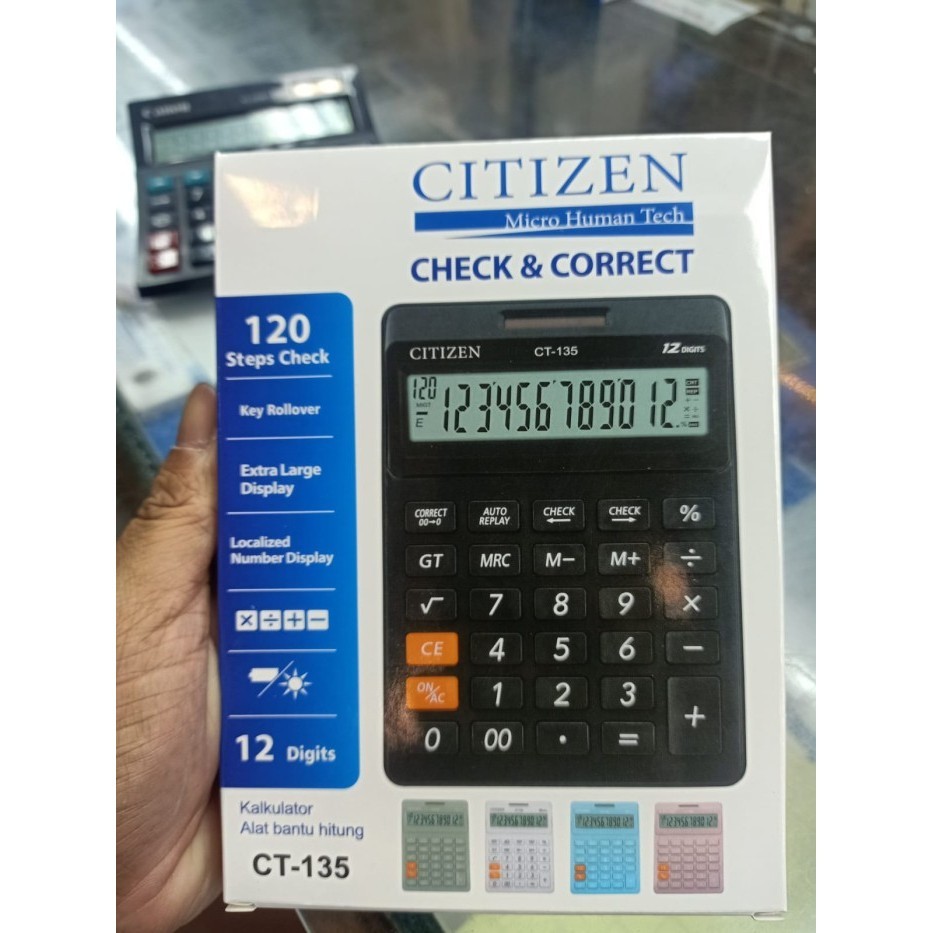 CITIZEN
Micro Human Tech
CHECK & CORRECT
120
Steps Check
Key Rollover
Extra Large
Display
Localized
Number Display
× ÷ + −
12 Digits
CITIZEN CT-135 12 DIGITS
120
123456789012.
E
CORRECT 00→0 AUTO REPLAY CHECK ← CHECK → %
GT MRC M− M+ ÷
√ 7 8 9 ×
CE 4 5 6 −
ON/AC 1 2 3 +
0 00 . =
Kalkulator
Alat bantu hitung
CT-135